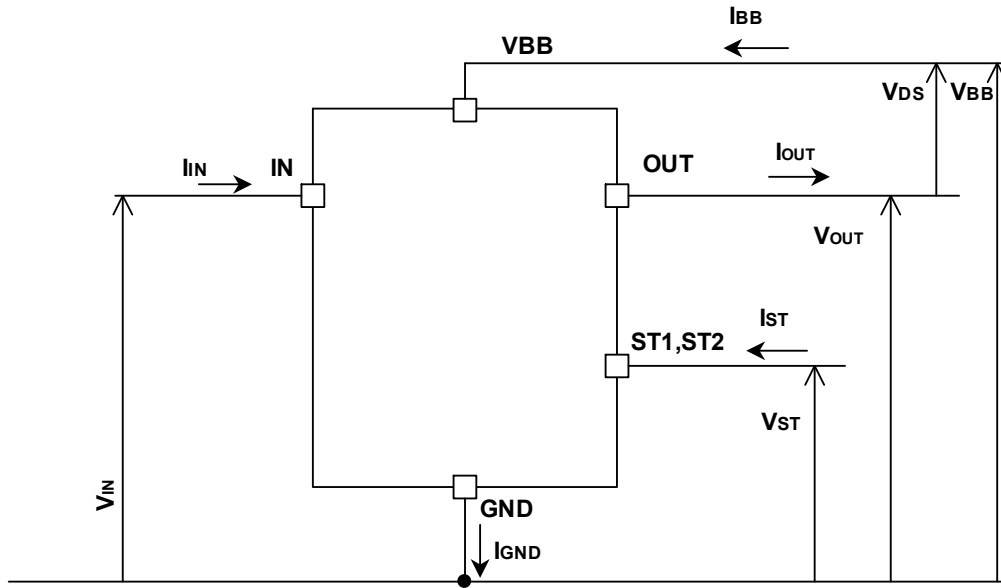 IBB
VBB
VDS
VBB
IIN
IN
OUT
IOUT
VOUT
IST
ST1,ST2
VST
VIN
GND
IGND